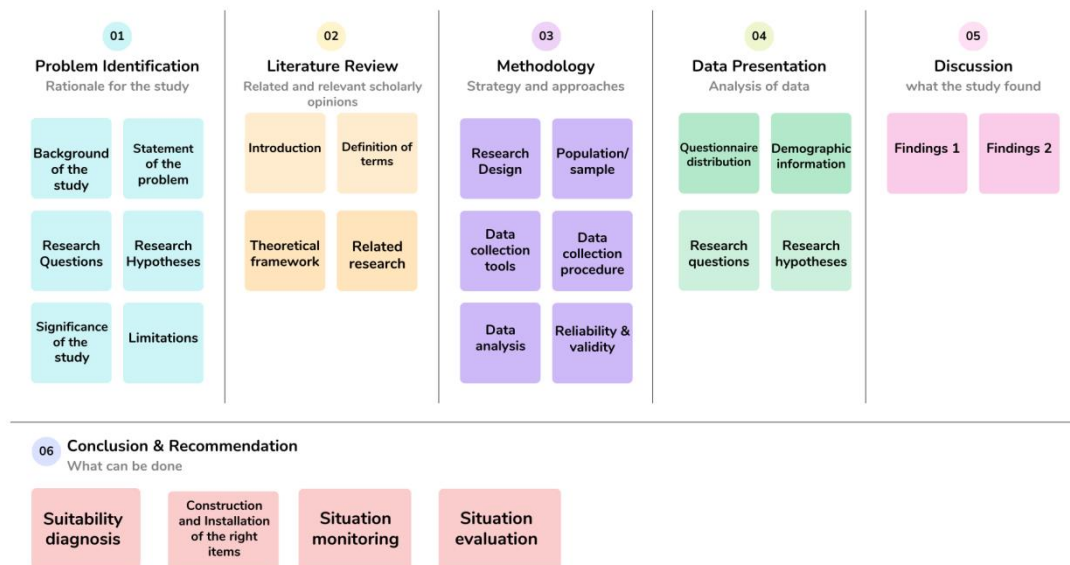 01
Problem Identification
Rationale for the study
Background
of the
study
Statement
of the
problem
Research
Questions
Research
Hypotheses
Significance
of the
study
Limitations
02
Literature Review
Related and relevant scholarly
opinions
Introduction
Definition of
terms
Theoretical
framework
Related
research
03
Methodology
Strategy and approaches
Research
Design
Population/
sample
Data
collection
tools
Data
collection
procedure
Data
analysis
Reliability &
validity
04
Data Presentation
Analysis of data
Questionnaire
distribution
Demographic
information
Research
questions
Research
hypotheses
05
Discussion
what the study found
Findings 1
Findings 2
06
Conclusion & Recommendation
What can be done
Suitability
diagnosis
Construction
and Installation
of the right
items
Situation
monitoring
Situation
evaluation